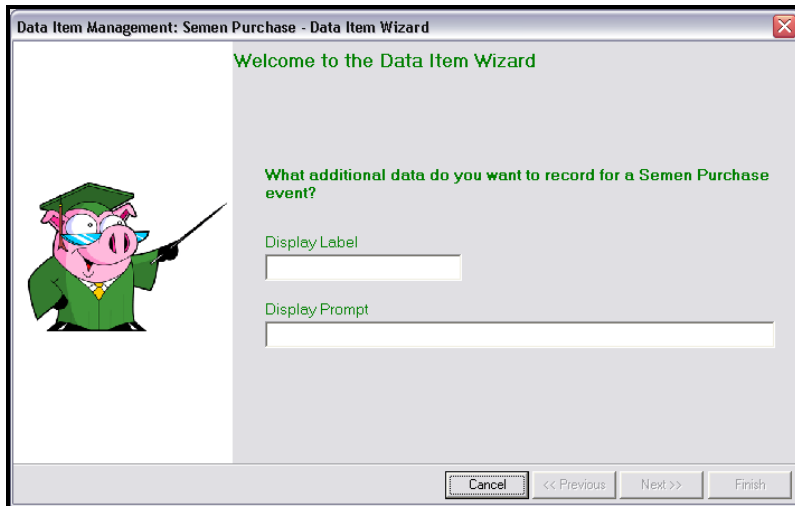 Data Item Management: Semen Purchase - Data Item Wizard
Welcome to the Data Item Wizard
What additional data do you want to record for a Semen Purchase
event?
Display Label
Display Prompt
Cancel
<< Previous
Next >>
Finish